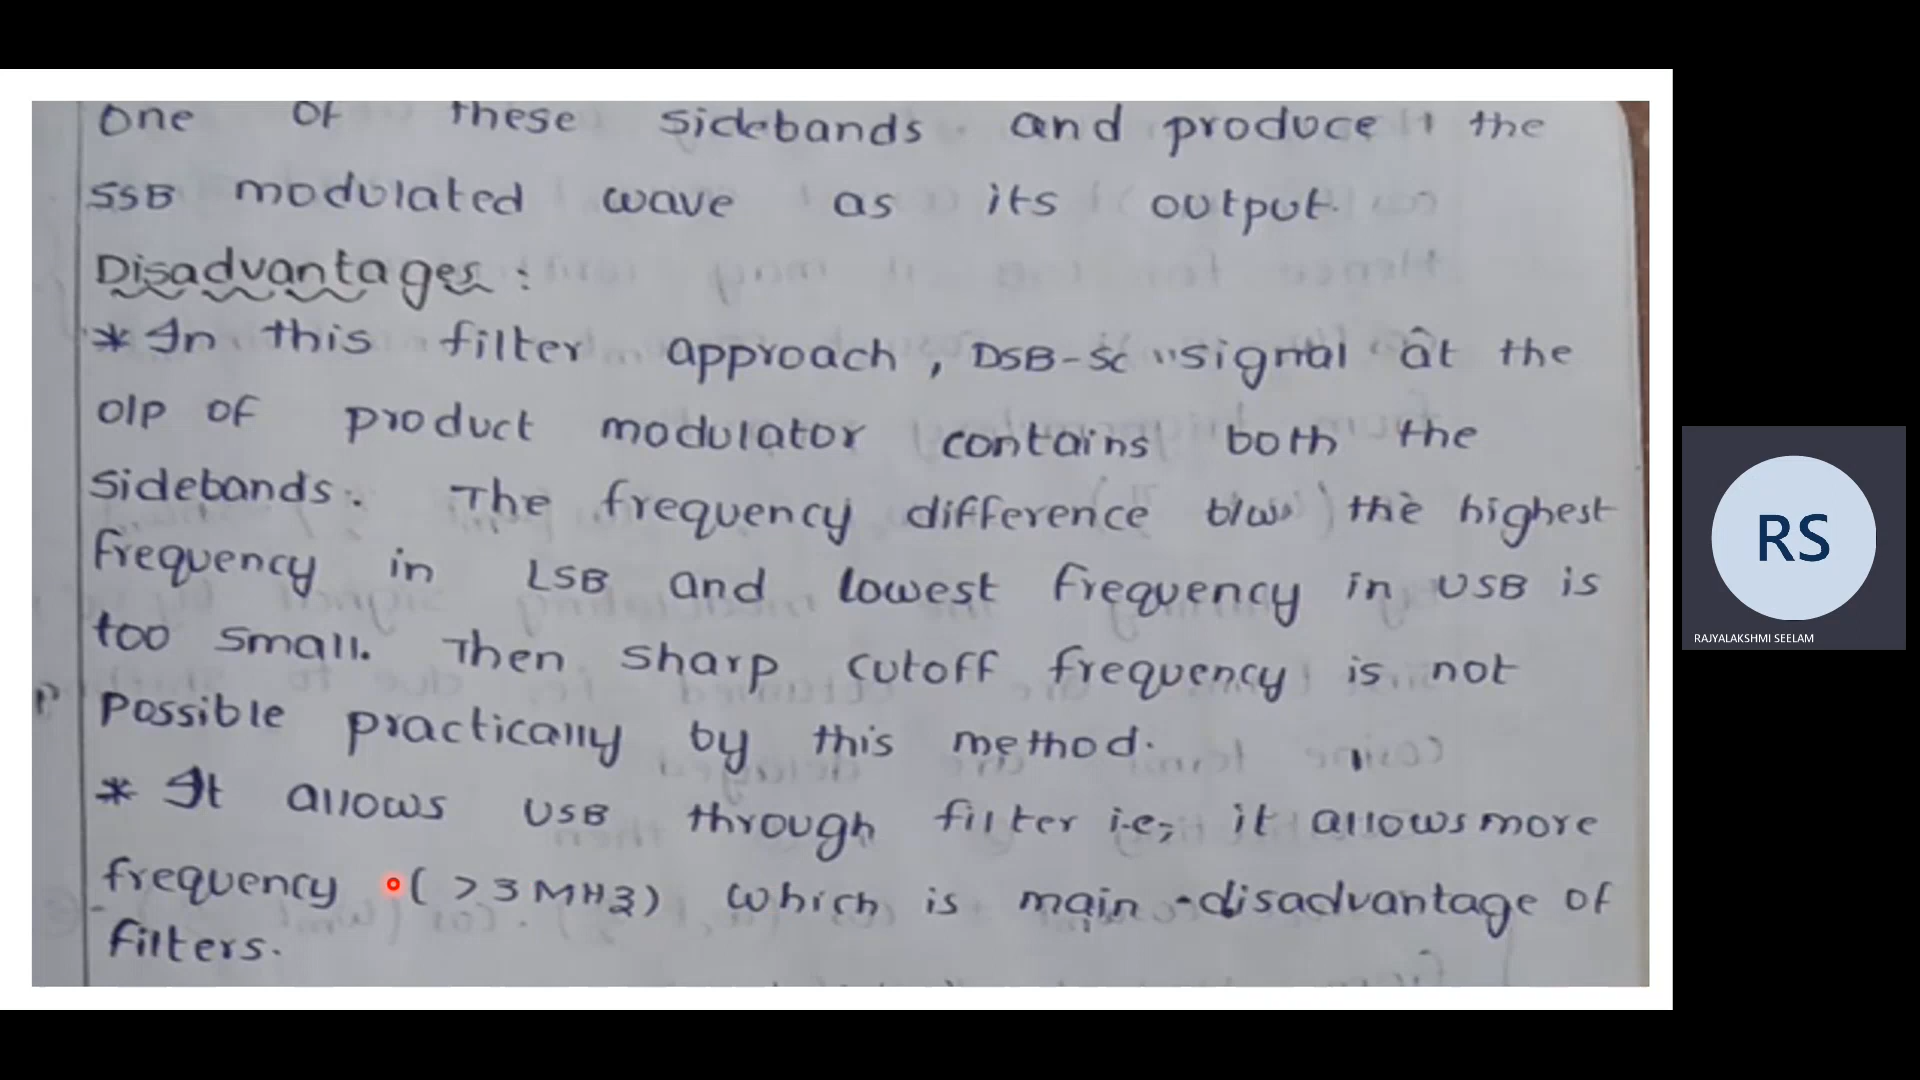 One of these sidebands and produce the
SSB modulated wave as its output.
Disadvantages :
* In this filter approach, DSB-SC signal at the
o/p of product modulator contains both the
sidebands. The frequency difference b/w the highest
frequency in LSB and lowest frequency in USB is
too small. Then sharp cutoff frequency is not
possible practically by this method.
* It allows USB through filter i.e, it allows more
frequency (>3MHz) which is main disadvantage of
filters.
RS
RAJYALAKSHMI SEELAM